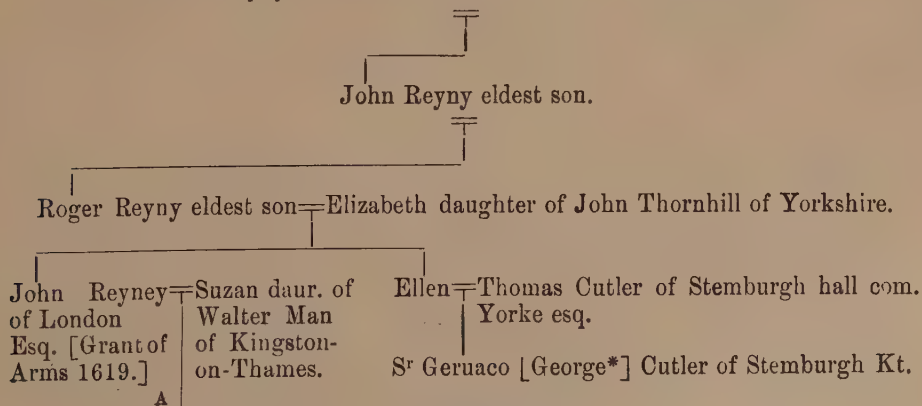 John Reyny eldest son.
Roger Reyny eldest son=Elizabeth daughter of John Thornhill of Yorkshire.
John Reyney=Suzan daur. of
of London Walter Man
Esq. [Grant of of Kingston-
Arms 1619.] on-Thames.
A
Ellen=Thomas Cutler of Stemburgh hall com.
Yorke esq.
Sr Geruaco [George*] Cutler of Stemburgh Kt.